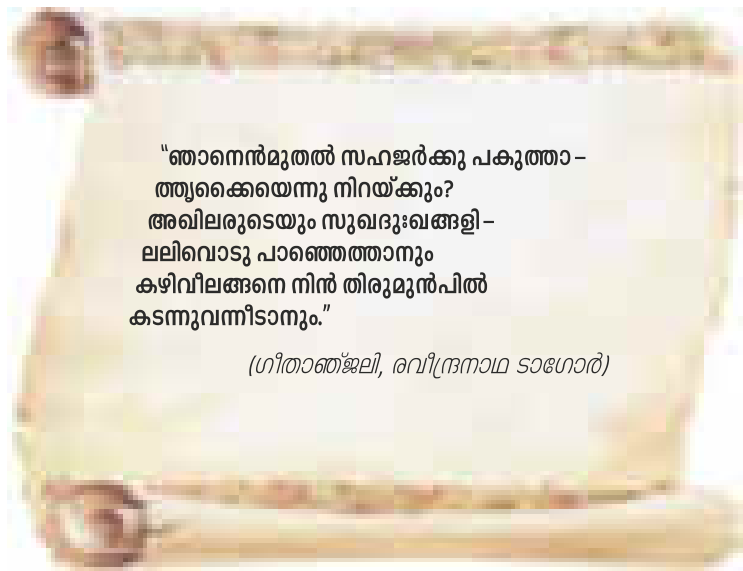 “ഞാനെൻമുതൽ സഹജർക്കു പകുത്താ –
ത്തൃക്കൈയെന്നു നിറയ്ക്കും?
അഖിലരുടെയും സുഖദുഃഖങ്ങളി –
ലലിവൊടു പാഞ്ഞെത്താനും
കഴിവീലങ്ങനെ നിൻ തിരുമുൻപിൽ
കടന്നുവന്നീടാനും.”
(ഗീതാഞ്ജലി, രവീന്ദ്രനാഥ ടാഗോർ)